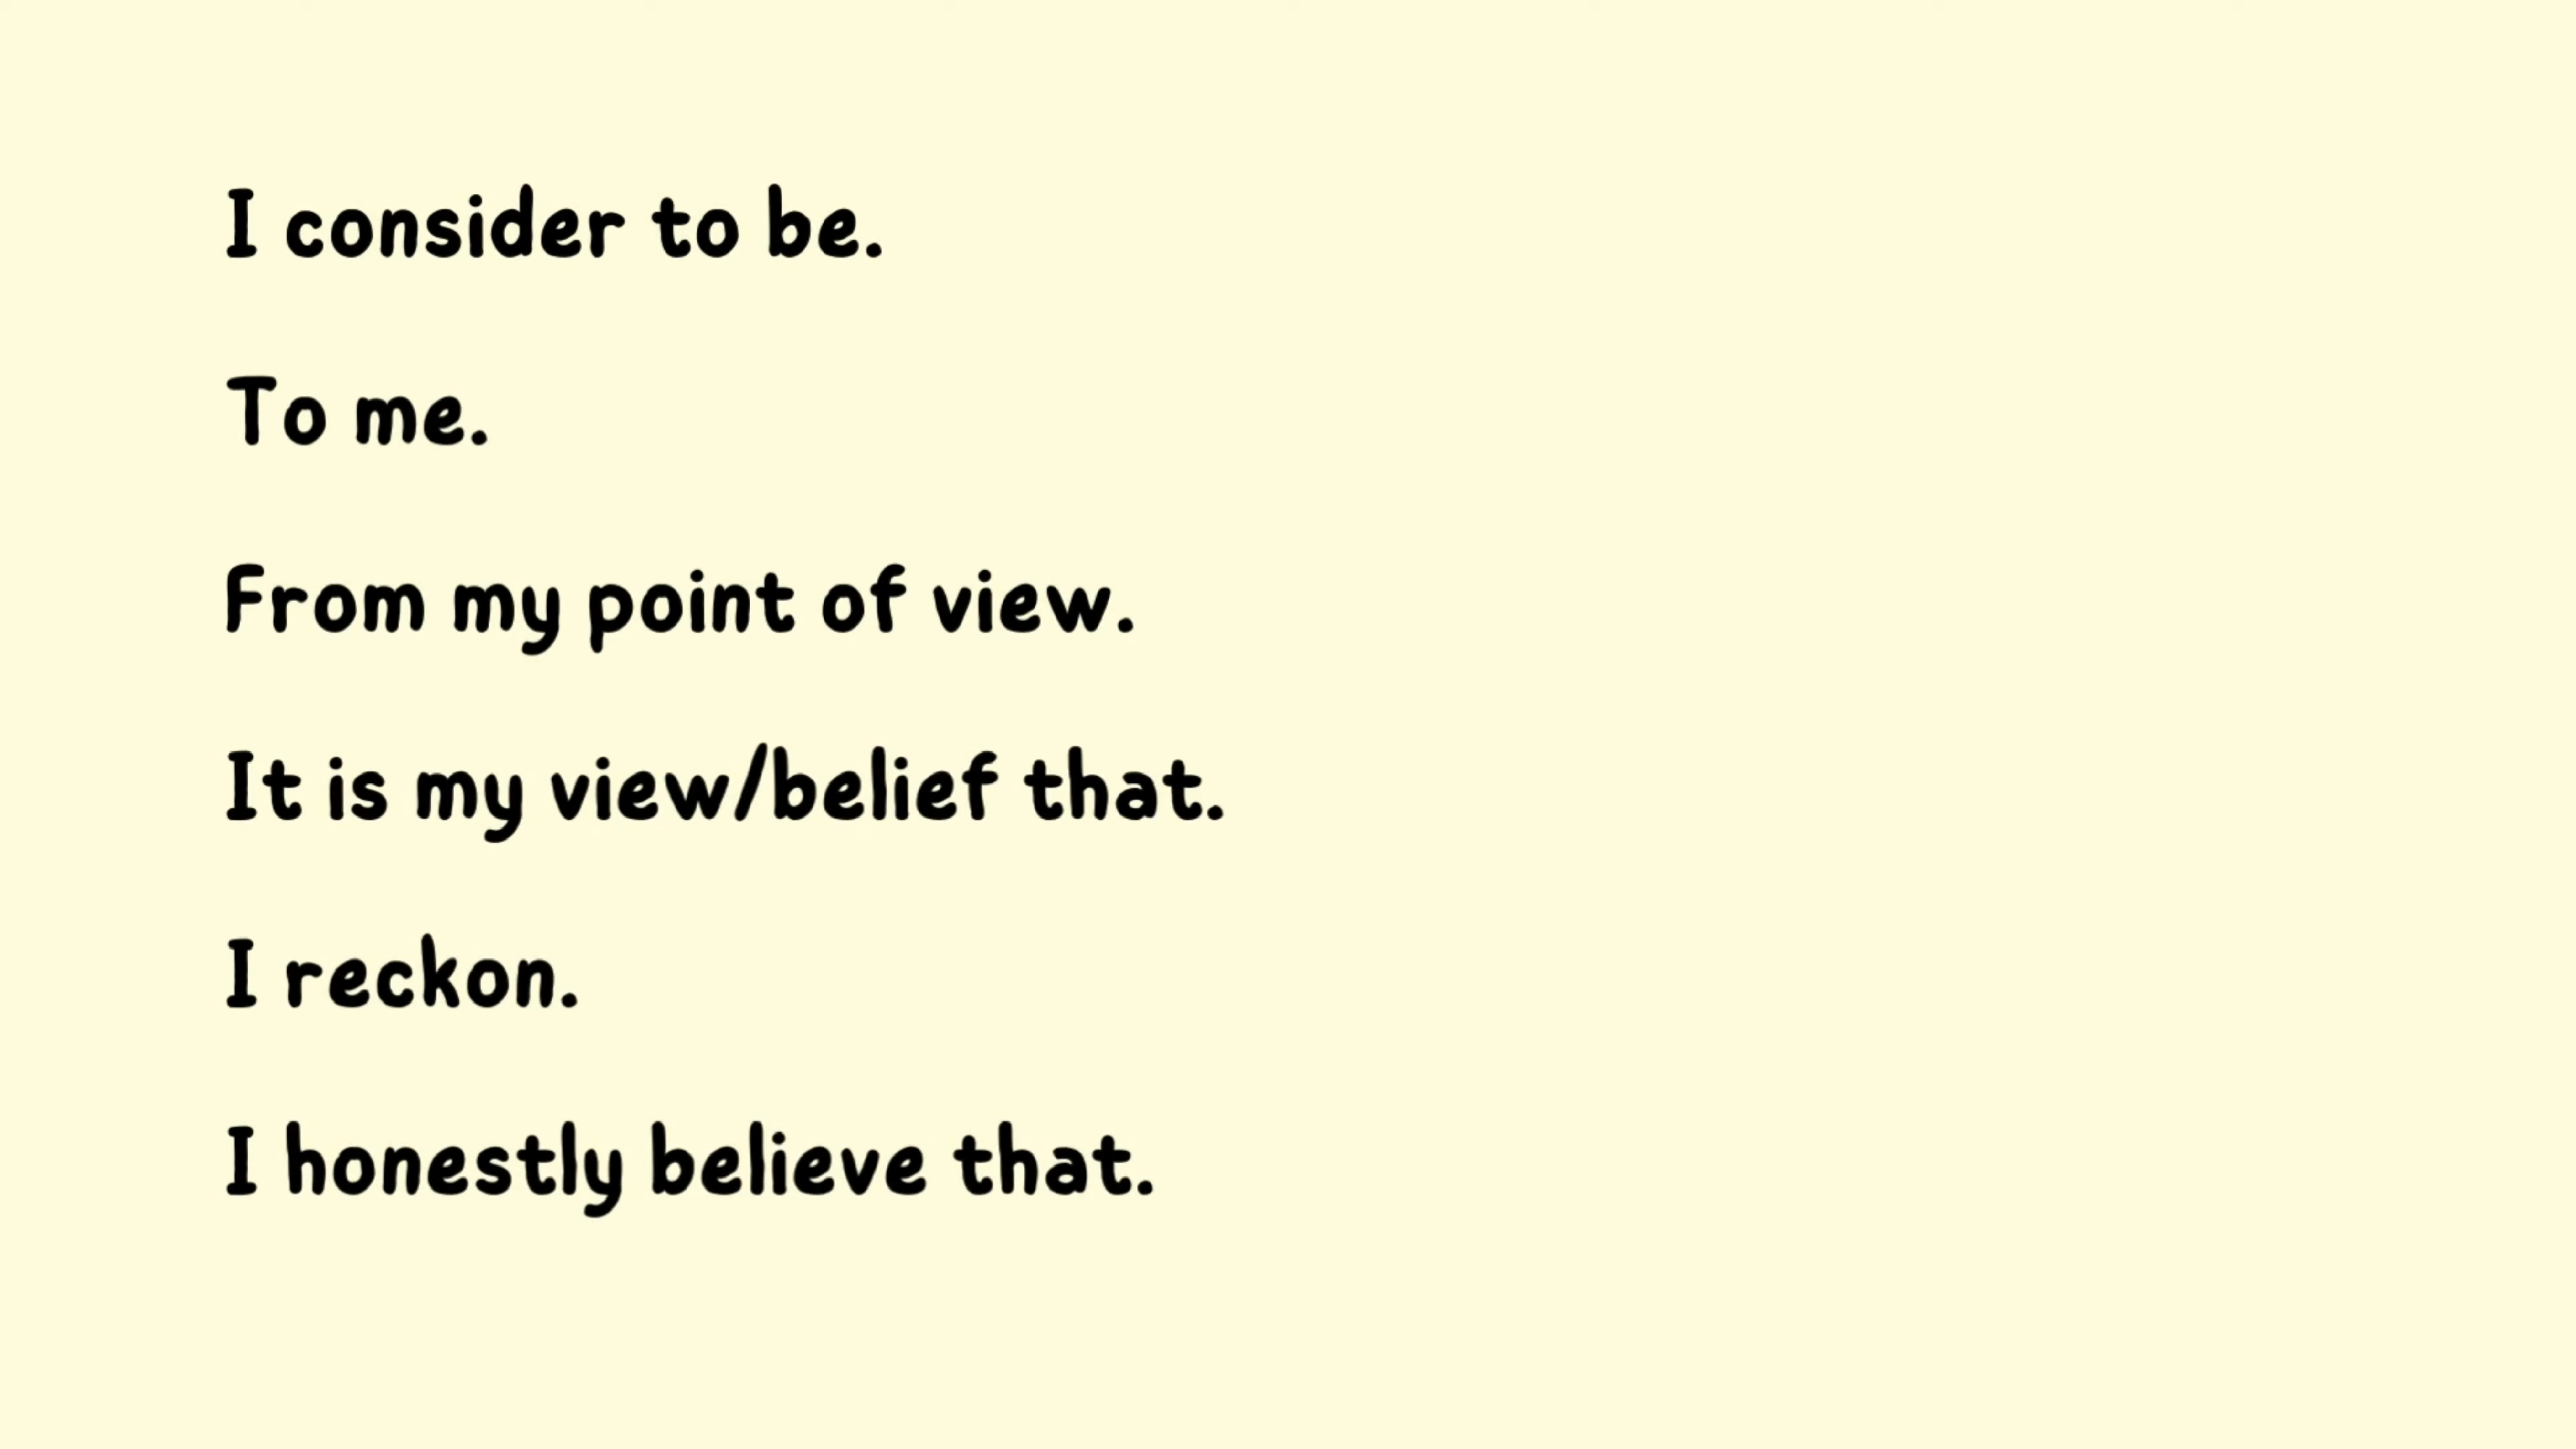 I consider to be.
To me.
From my point of view.
It is my view/belief that.
I reckon.
I honestly believe that.